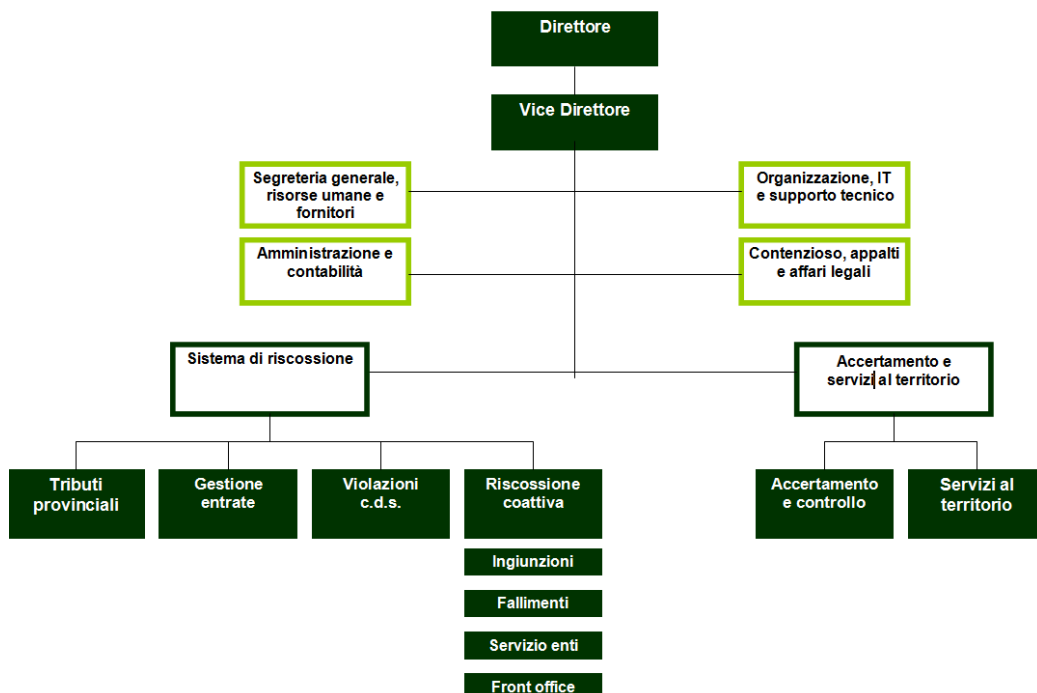 Direttore
Vice Direttore
Segreteria generale,
risorse umane e
fornitori
Organizzazione, IT
e supporto tecnico
Amministrazione e
contabilità
Contenzioso, appalti
e affari legali
Sistema di riscossione
Accertamento e
servizi al territorio
Tributi
provinciali
Gestione
entrate
Violazioni
c.d.s.
Riscossione
coattiva
Accertamento
e controllo
Servizi al
territorio
Ingiunzioni
Fallimenti
Servizio enti
Front office